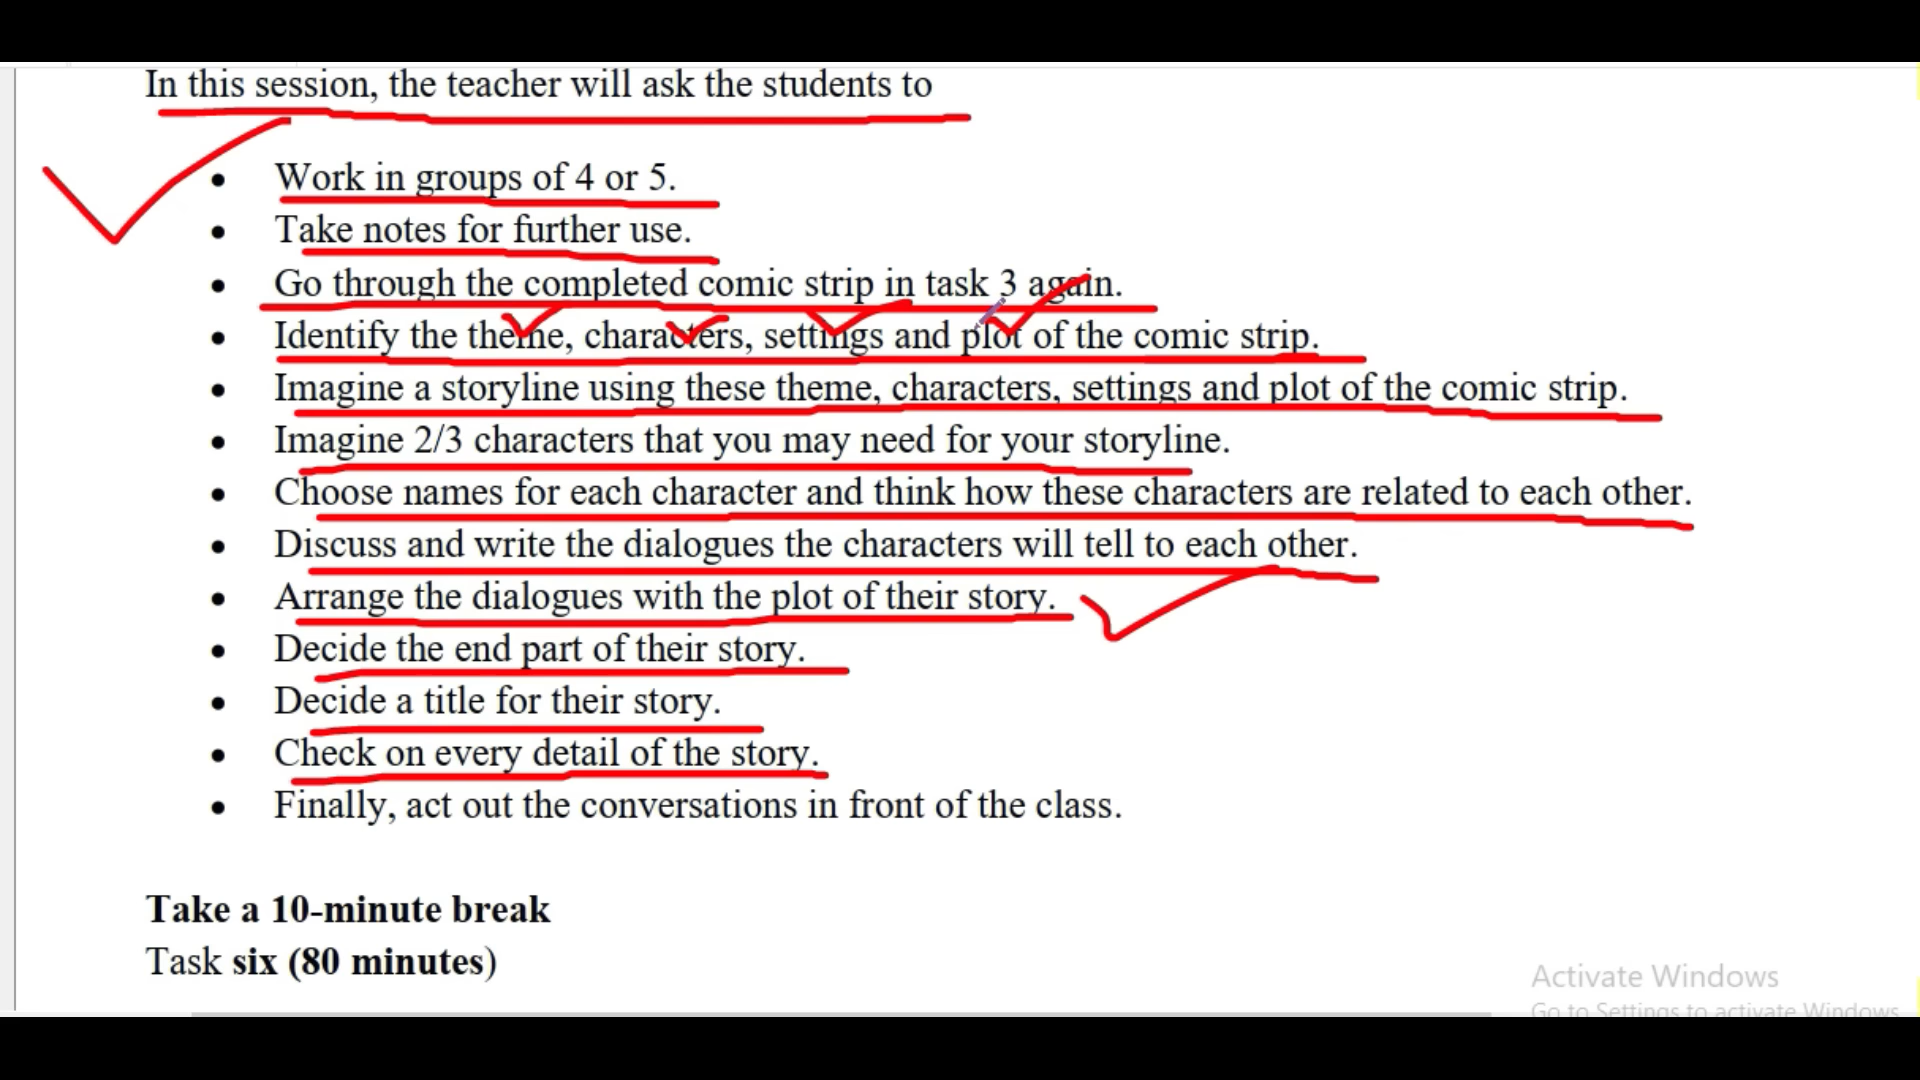 In this session, the teacher will ask the students to
• Work in groups of 4 or 5.
• Take notes for further use.
• Go through the completed comic strip in task 3 again.
• Identify the theme, characters, settings and plot of the comic strip.
• Imagine a storyline using these theme, characters, settings and plot of the comic strip.
• Imagine 2/3 characters that you may need for your storyline.
• Choose names for each character and think how these characters are related to each other.
• Discuss and write the dialogues the characters will tell to each other.
• Arrange the dialogues with the plot of their story.
• Decide the end part of their story.
• Decide a title for their story.
• Check on every detail of the story.
• Finally, act out the conversations in front of the class.
Take a 10-minute break
Task six (80 minutes)
Activate Windows
Go to Settings to activate Windows.